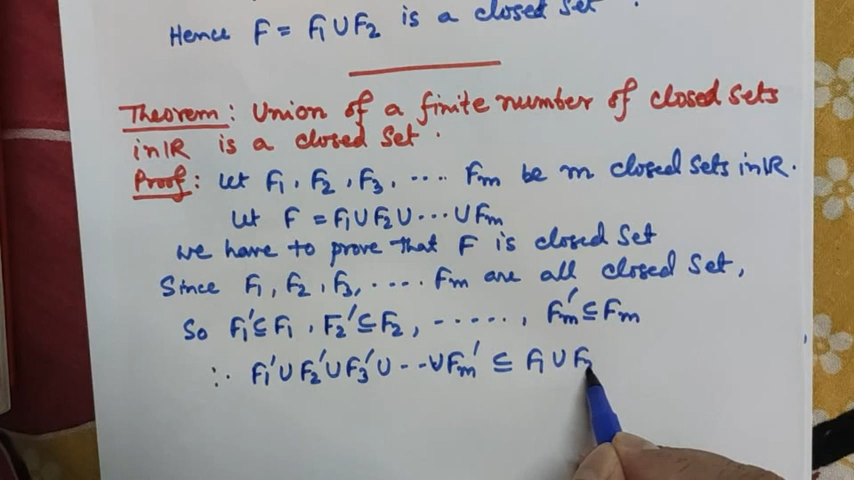 Hence F = F₁∪F₂ is a closed set .
Theorem : Union of a finite number of closed sets
in ℝ is a closed set .
Proof : Let F₁ , F₂ , F₃ , .... Fₘ be m closed sets in ℝ .
Let F = F₁∪F₂∪ ... ∪Fₘ
we have to prove that F is closed set
Since F₁ , F₂ , F₃ , .... Fₘ are all closed set ,
So F₁′⊆F₁ , F₂′⊆F₂ , ------ , Fₘ′⊆Fₘ
∴ F₁′∪F₂′∪F₃′∪ ---∪Fₘ′ ⊆ F₁∪F₂